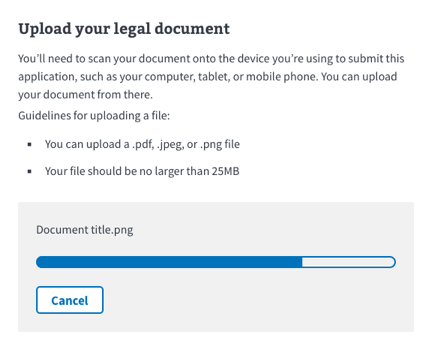 Upload your legal document
You’ll need to scan your document onto the device you’re using to submit this
application, such as your computer, tablet, or mobile phone. You can upload
your document from there.
Guidelines for uploading a file:
You can upload a .pdf, .jpeg, or .png file
Your file should be no larger than 25MB
Document title.png
Cancel